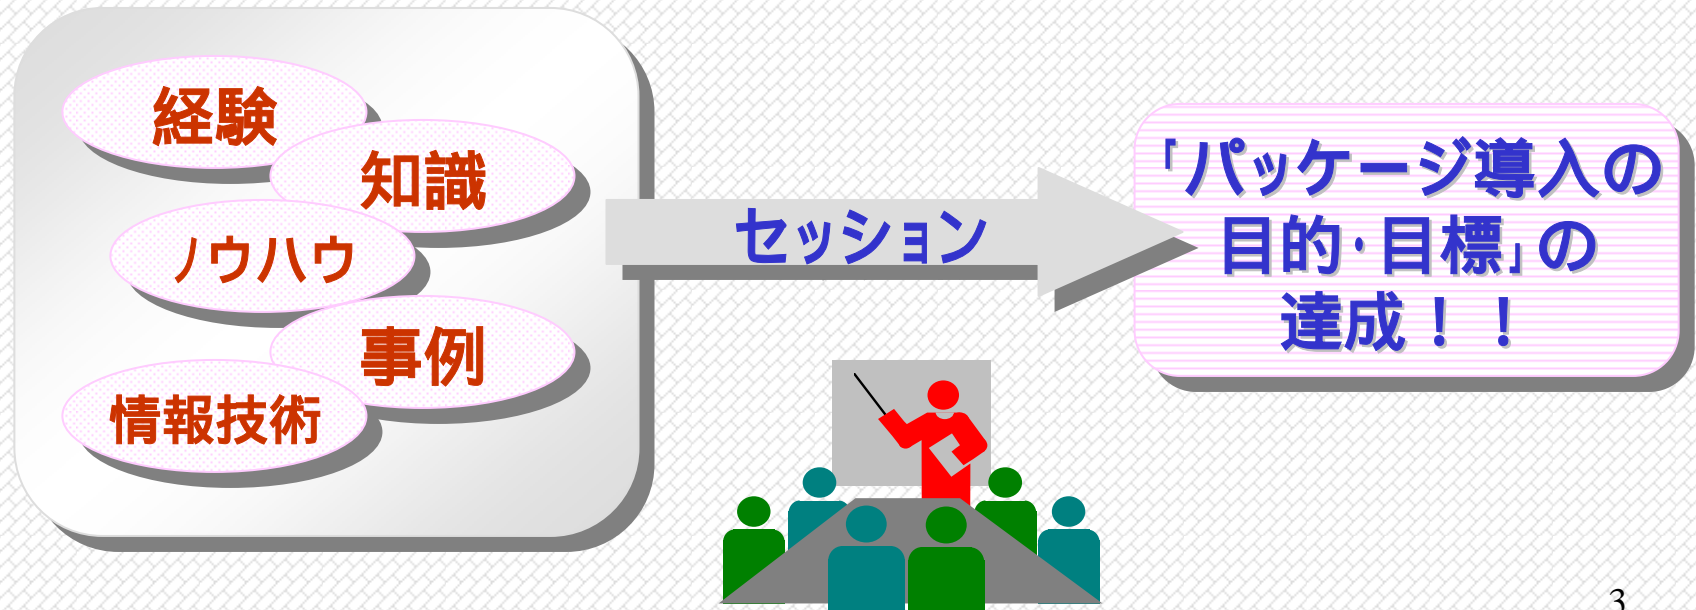 経験
知識
ノウハウ
事例
情報技術
セッション
「パッケージ導入の
目的・目標」の
達成！！
3